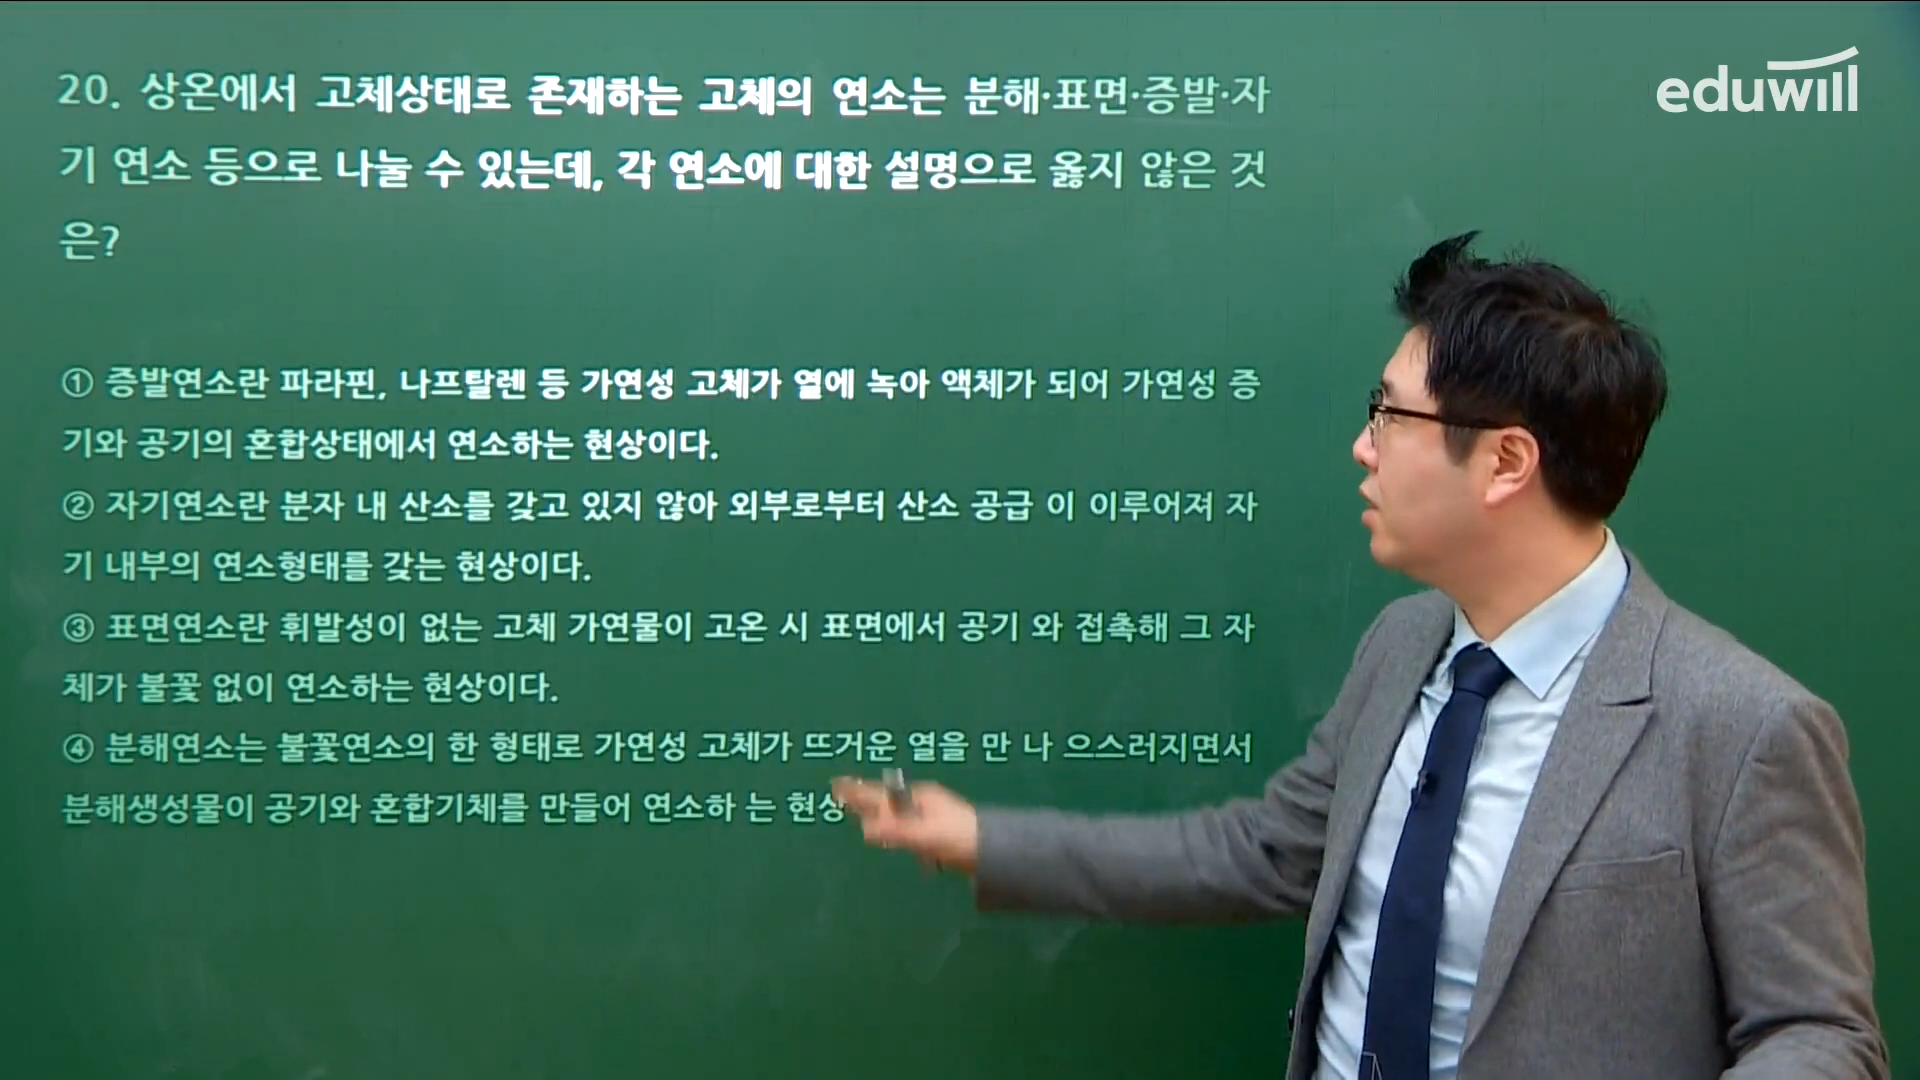 eduwill
20. 상온에서 고체상태로 존재하는 고체의 연소는 분해·표면·증발·자
기 연소 등으로 나눌 수 있는데, 각 연소에 대한 설명으로 옳지 않은 것
은?
① 증발연소란 파라핀, 나프탈렌 등 가연성 고체가 열에 녹아 액체가 되어 가연성 증
기와 공기의 혼합상태에서 연소하는 현상이다.
② 자기연소란 분자 내 산소를 갖고 있지 않아 외부로부터 산소 공급 이 이루어져 자
기 내부의 연소형태를 갖는 현상이다.
③ 표면연소란 휘발성이 없는 고체 가연물이 고온 시 표면에서 공기 와 접촉해 그 자
체가 불꽃 없이 연소하는 현상이다.
④ 분해연소는 불꽃연소의 한 형태로 가연성 고체가 뜨거운 열을 만 나 으스러지면서
분해생성물이 공기와 혼합기체를 만들어 연소하 는 현상